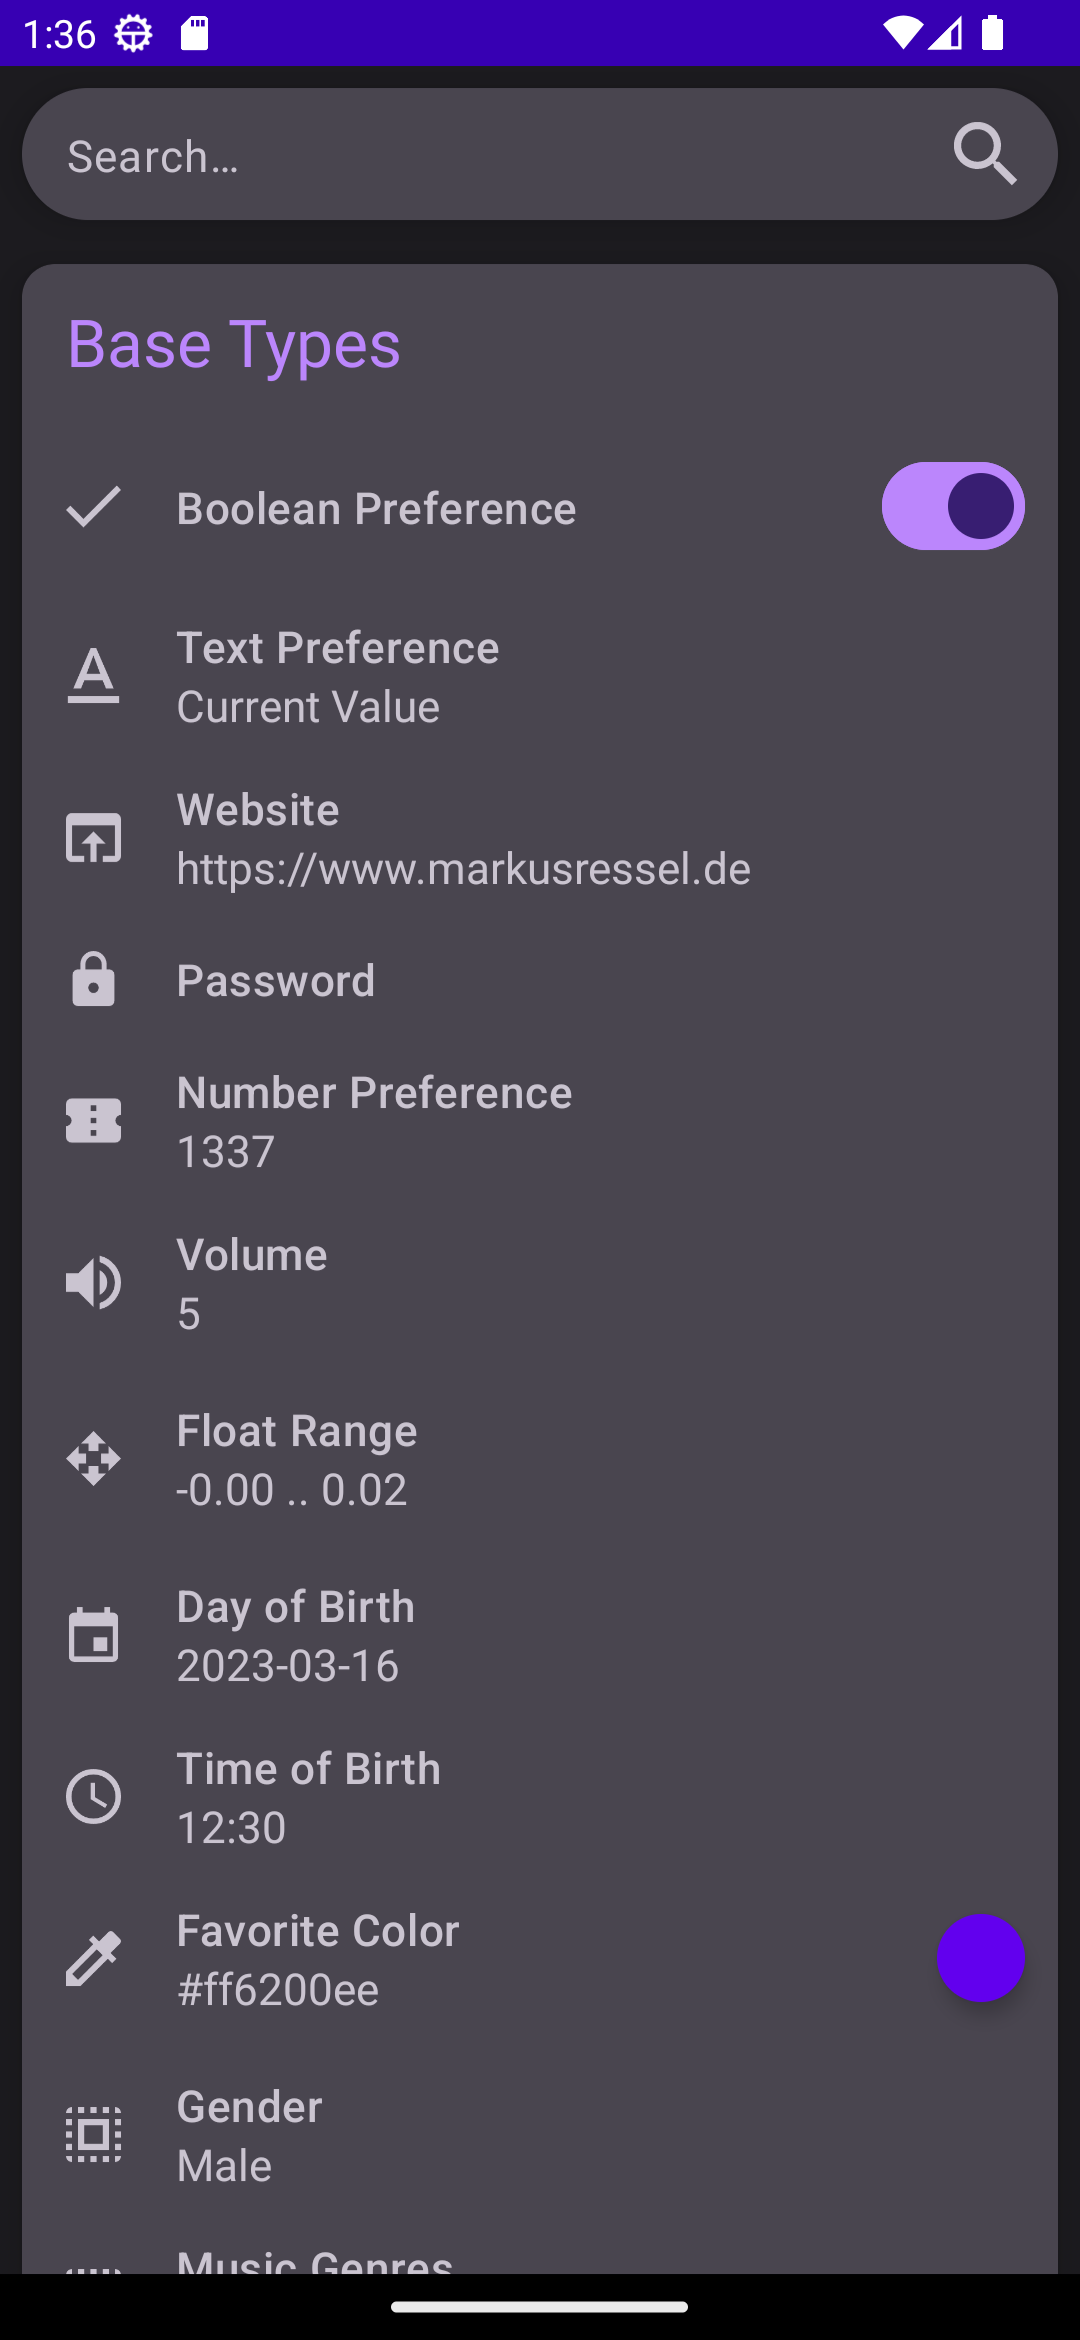 1:36
Search…
Base Types
Boolean Preference
Text Preference
Current Value
Website
https://www.markusressel.de
Password
Number Preference
1337
Volume
5
Float Range
-0.00 .. 0.02
Day of Birth
2023-03-16
Time of Birth
12:30
Favorite Color
#ff6200ee
Gender
Male
Music Genres